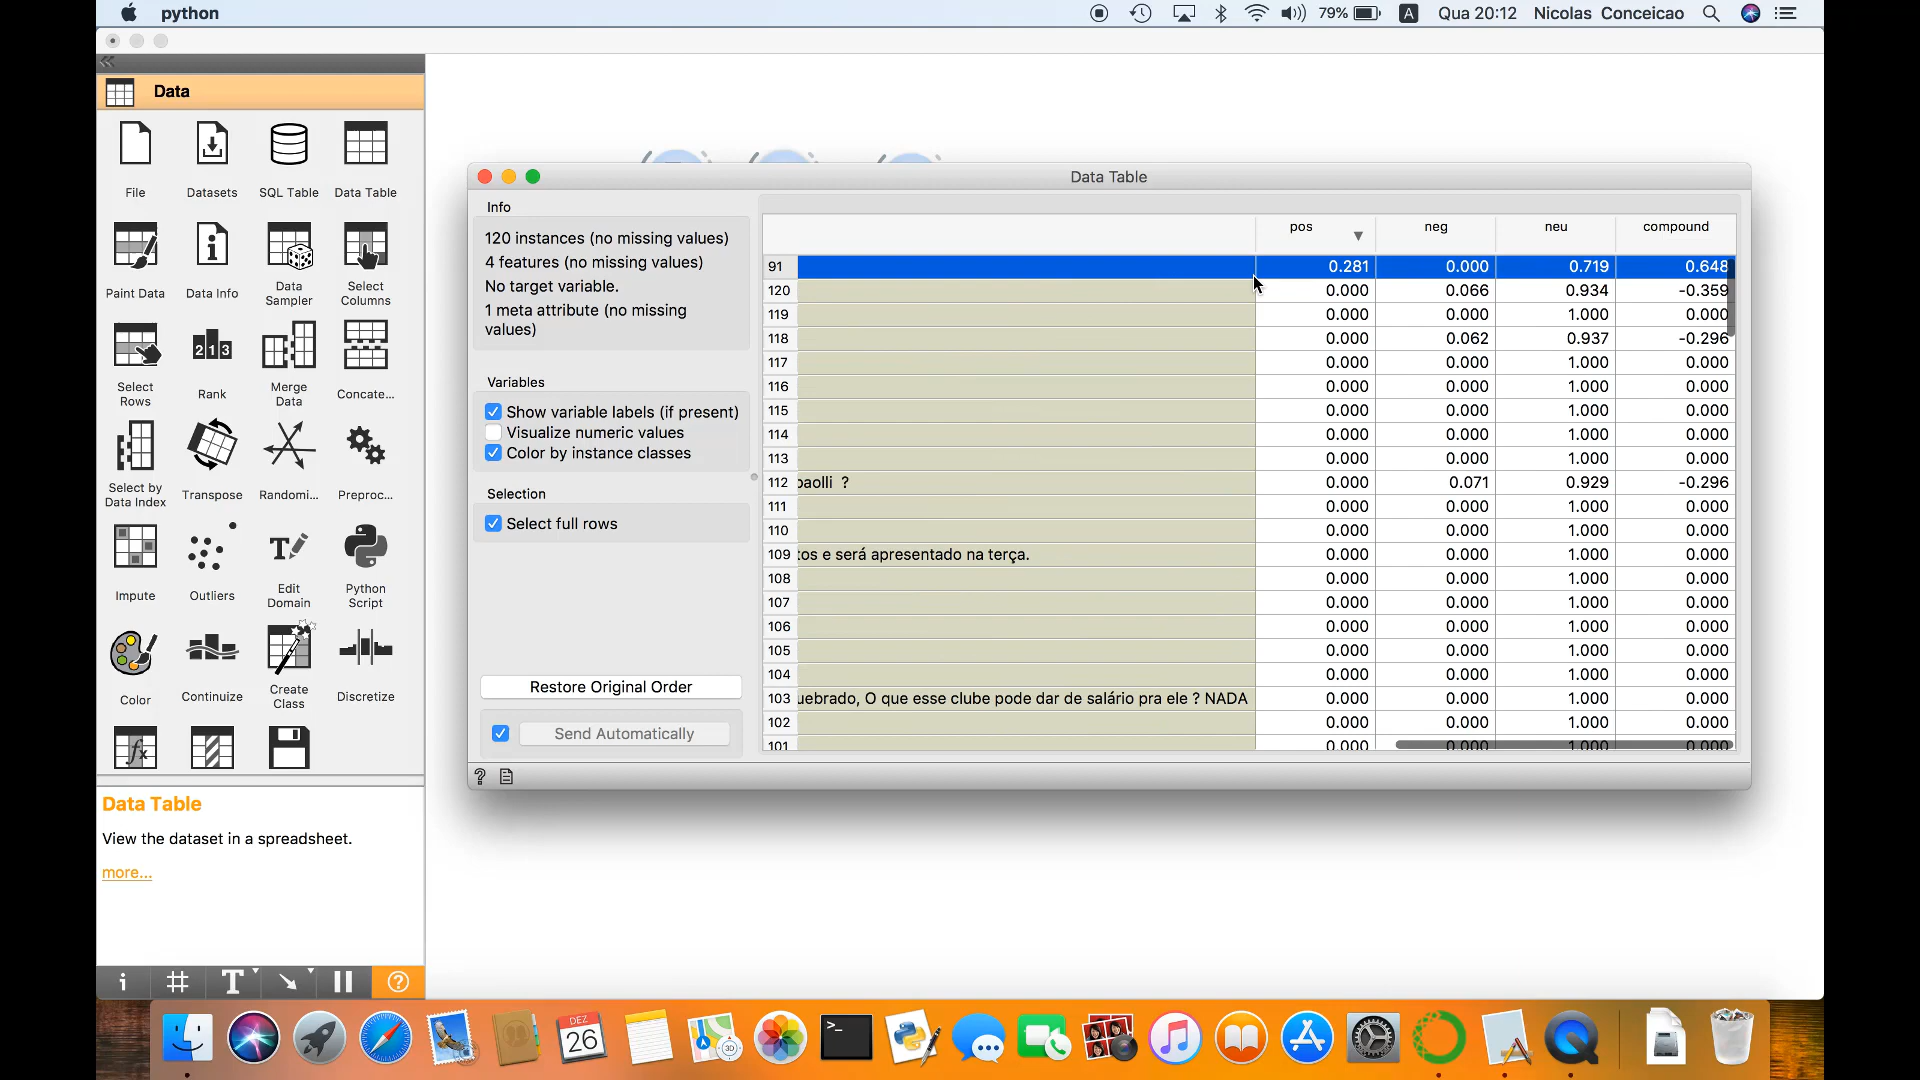 python
79%
A
Qua 20:12
Nicolas Conceicao
Data
File
Datasets
SQL Table
Data Table
Paint Data
Data Info
Data
Sampler
Select
Columns
Select
Rows
Rank
Merge
Data
Concate...
Select by
Data Index
Transpose
Randomi...
Preproc...
Impute
Outliers
Edit
Domain
Python
Script
Color
Continuize
Create
Class
Discretize
Data Table
View the dataset in a spreadsheet.
more...
Data Table
Info
120 instances (no missing values)
4 features (no missing values)
No target variable.
1 meta attribute (no missing
values)
Variables
Show variable labels (if present)
Visualize numeric values
Color by instance classes
Selection
Select full rows
Restore Original Order
Send Automatically
pos neg neu compound
91 0.281 0.000 0.719 0.648
120 0.000 0.066 0.934 -0.359
119 0.000 0.000 1.000 0.000
118 0.000 0.062 0.937 -0.296
117 0.000 0.000 1.000 0.000
116 0.000 0.000 1.000 0.000
115 0.000 0.000 1.000 0.000
114 0.000 0.000 1.000 0.000
113 0.000 0.000 1.000 0.000
112 paolli ? 0.000 0.071 0.929 -0.296
111 0.000 0.000 1.000 0.000
110 0.000 0.000 1.000 0.000
109 tos e será apresentado na terça. 0.000 0.000 1.000 0.000
108 0.000 0.000 1.000 0.000
107 0.000 0.000 1.000 0.000
106 0.000 0.000 1.000 0.000
105 0.000 0.000 1.000 0.000
104 0.000 0.000 1.000 0.000
103 uebrado, O que esse clube pode dar de salário pra ele ? NADA 0.000 0.000 1.000 0.000
102 0.000 0.000 1.000 0.000
101 0.000 0.000 1.000 0.000
DEZ
26
3D